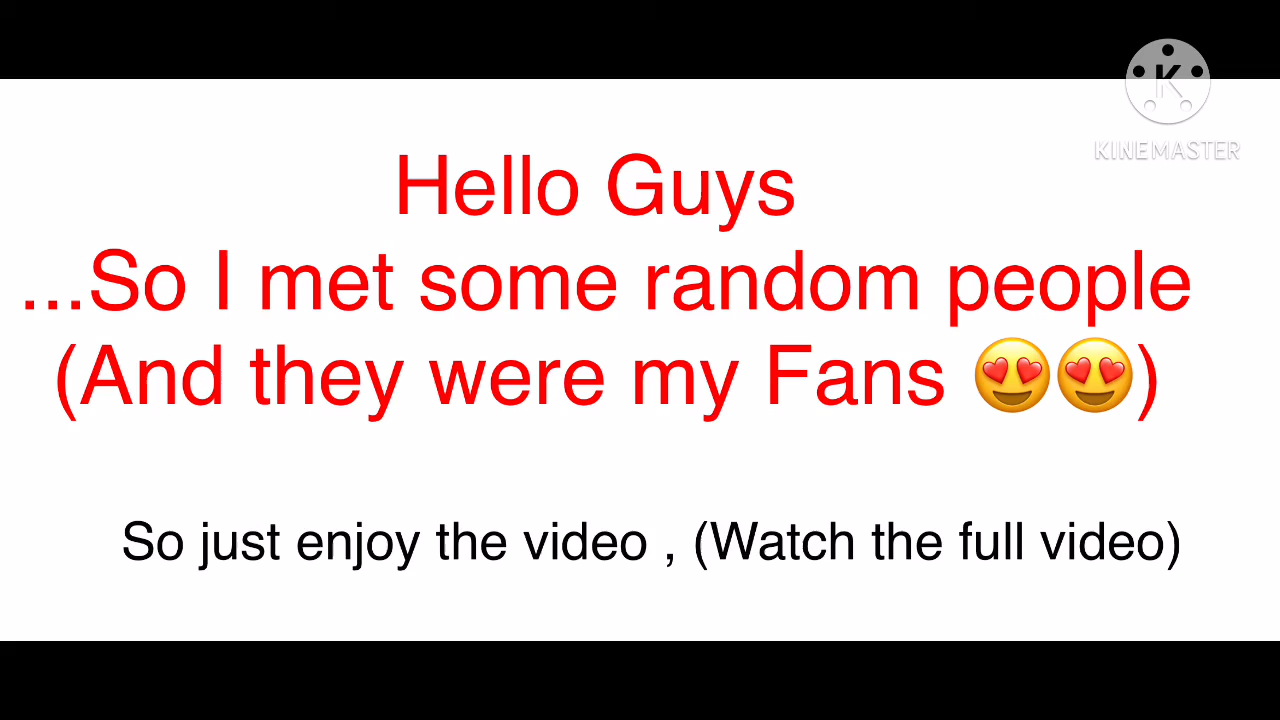 K
KINEMASTER
Hello Guys
...So I met some random people
(And they were my Fans 😍😍)
So just enjoy the video , (Watch the full video)